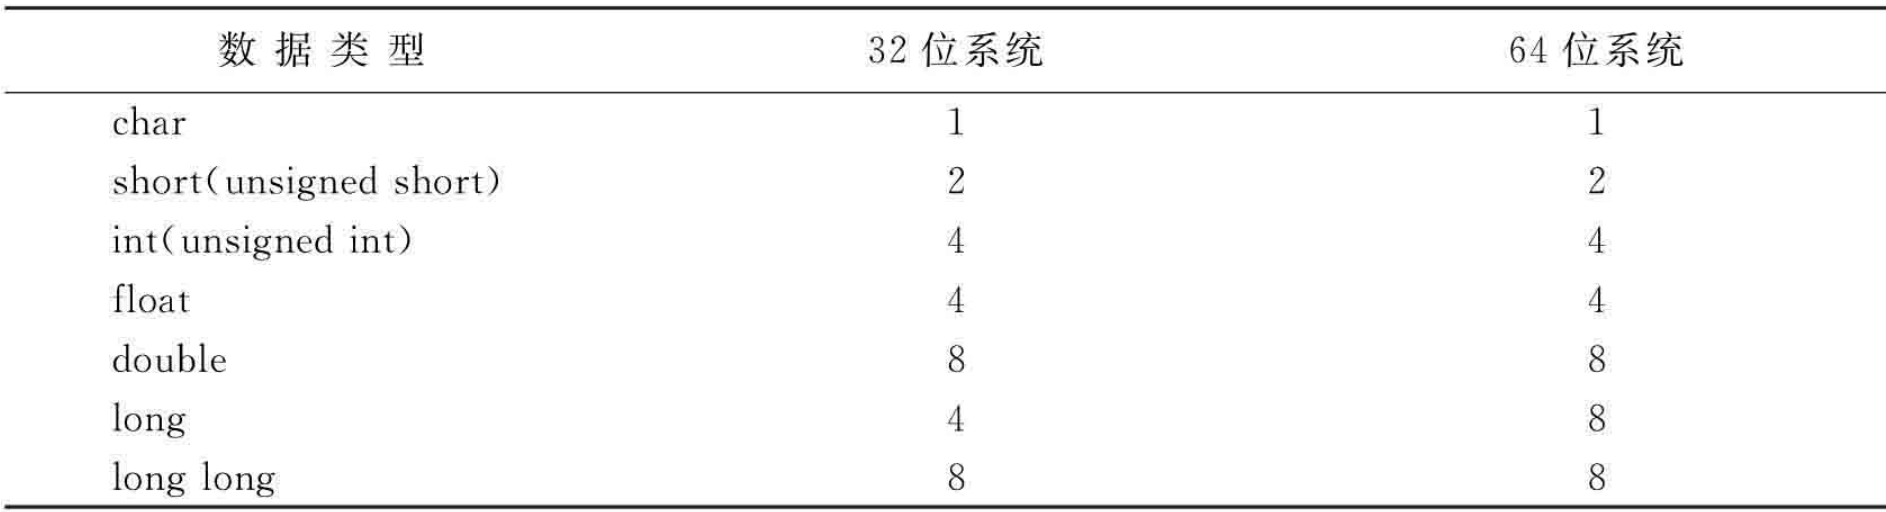 数据类型 32位系统 64位系统
char 1 1
short(unsigned short) 2 2
int(unsigned int) 4 4
float 4 4
double 8 8
long 4 8
long long 8 8